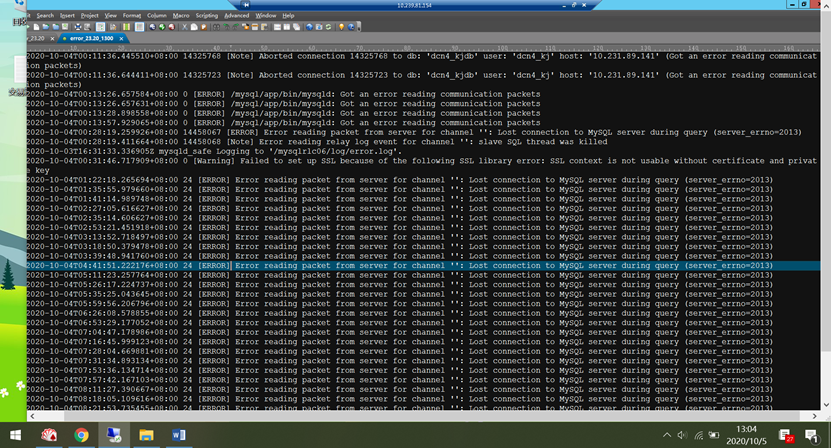 10.239.81.154
Search Insert Project View Format Column Macro Scripting Advanced Window Help
_23.20 error_23.20_1300
10 20 30 40 50 60 70 80 90 100 110 120 130 140 150 160
2020-10-04T00:11:36.445510+08:00 14325768 [Note] Aborted connection 14325768 to db: 'dcn4_kjdb' user: 'dcn4_kj' host: '10.231.89.141' (Got an error reading communicat
ion packets)
2020-10-04T00:11:36.644411+08:00 14325723 [Note] Aborted connection 14325723 to db: 'dcn4_kjdb' user: 'dcn4_kj' host: '10.231.89.141' (Got an error reading communicat
ion packets)
2020-10-04T00:13:26.657584+08:00 0 [ERROR] /mysql/app/bin/mysqld: Got an error reading communication packets
2020-10-04T00:13:26.657631+08:00 0 [ERROR] /mysql/app/bin/mysqld: Got an error reading communication packets
2020-10-04T00:13:28.898558+08:00 0 [ERROR] /mysql/app/bin/mysqld: Got an error reading communication packets
2020-10-04T00:13:57.929065+08:00 0 [ERROR] /mysql/app/bin/mysqld: Got an error reading communication packets
2020-10-04T00:28:19.259926+08:00 14458067 [ERROR] Error reading packet from server for channel '': Lost connection to MySQL server during query (server_errno=2013)
2020-10-04T00:28:19.411664+08:00 14458068 [Note] Error reading relay log event for channel '': slave SQL thread was killed
2020-10-03T16:31:33.336905Z mysqld_safe Logging to '/mysqlrlc06/log/error.log'.
2020-10-04T00:31:46.717909+08:00 0 [Warning] Failed to set up SSL because of the following SSL library error: SSL context is not usable without certificate and privat
e key
2020-10-04T01:22:18.265694+08:00 24 [ERROR] Error reading packet from server for channel '': Lost connection to MySQL server during query (server_errno=2013)
2020-10-04T01:35:55.979660+08:00 24 [ERROR] Error reading packet from server for channel '': Lost connection to MySQL server during query (server_errno=2013)
2020-10-04T01:41:14.989748+08:00 24 [ERROR] Error reading packet from server for channel '': Lost connection to MySQL server during query (server_errno=2013)
2020-10-04T02:27:05.616627+08:00 24 [ERROR] Error reading packet from server for channel '': Lost connection to MySQL server during query (server_errno=2013)
2020-10-04T02:35:14.606627+08:00 24 [ERROR] Error reading packet from server for channel '': Lost connection to MySQL server during query (server_errno=2013)
2020-10-04T02:53:21.451918+08:00 24 [ERROR] Error reading packet from server for channel '': Lost connection to MySQL server during query (server_errno=2013)
2020-10-04T03:13:52.718497+08:00 24 [ERROR] Error reading packet from server for channel '': Lost connection to MySQL server during query (server_errno=2013)
2020-10-04T03:18:50.379478+08:00 24 [ERROR] Error reading packet from server for channel '': Lost connection to MySQL server during query (server_errno=2013)
2020-10-04T03:39:48.941760+08:00 24 [ERROR] Error reading packet from server for channel '': Lost connection to MySQL server during query (server_errno=2013)
2020-10-04T04:41:51.222176+08:00 24 [ERROR] Error reading packet from server for channel '': Lost connection to MySQL server during query (server_errno=2013)
2020-10-04T05:11:23.257764+08:00 24 [ERROR] Error reading packet from server for channel '': Lost connection to MySQL server during query (server_errno=2013)
2020-10-04T05:26:17.224737+08:00 24 [ERROR] Error reading packet from server for channel '': Lost connection to MySQL server during query (server_errno=2013)
2020-10-04T05:35:25.043645+08:00 24 [ERROR] Error reading packet from server for channel '': Lost connection to MySQL server during query (server_errno=2013)
2020-10-04T05:59:56.206796+08:00 24 [ERROR] Error reading packet from server for channel '': Lost connection to MySQL server during query (server_errno=2013)
2020-10-04T06:26:08.578855+08:00 24 [ERROR] Error reading packet from server for channel '': Lost connection to MySQL server during query (server_errno=2013)
2020-10-04T06:53:29.177052+08:00 24 [ERROR] Error reading packet from server for channel '': Lost connection to MySQL server during query (server_errno=2013)
2020-10-04T07:04:47.178986+08:00 24 [ERROR] Error reading packet from server for channel '': Lost connection to MySQL server during query (server_errno=2013)
2020-10-04T07:16:45.999123+08:00 24 [ERROR] Error reading packet from server for channel '': Lost connection to MySQL server during query (server_errno=2013)
2020-10-04T07:28:04.669981+08:00 24 [ERROR] Error reading packet from server for channel '': Lost connection to MySQL server during query (server_errno=2013)
2020-10-04T07:31:34.893134+08:00 24 [ERROR] Error reading packet from server for channel '': Lost connection to MySQL server during query (server_errno=2013)
2020-10-04T07:53:36.134714+08:00 24 [ERROR] Error reading packet from server for channel '': Lost connection to MySQL server during query (server_errno=2013)
2020-10-04T07:57:42.167103+08:00 24 [ERROR] Error reading packet from server for channel '': Lost connection to MySQL server during query (server_errno=2013)
2020-10-04T08:11:27.390667+08:00 24 [ERROR] Error reading packet from server for channel '': Lost connection to MySQL server during query (server_errno=2013)
2020-10-04T08:18:05.109616+08:00 24 [ERROR] Error reading packet from server for channel '': Lost connection to MySQL server during query (server_errno=2013)
2020-10-04T08:21:53.735455+08:00 24 [ERROR] Error reading packet from server for channel '': Lost connection to MySQL server during query (server_errno=2013)
13:04
2020/10/5
27
1